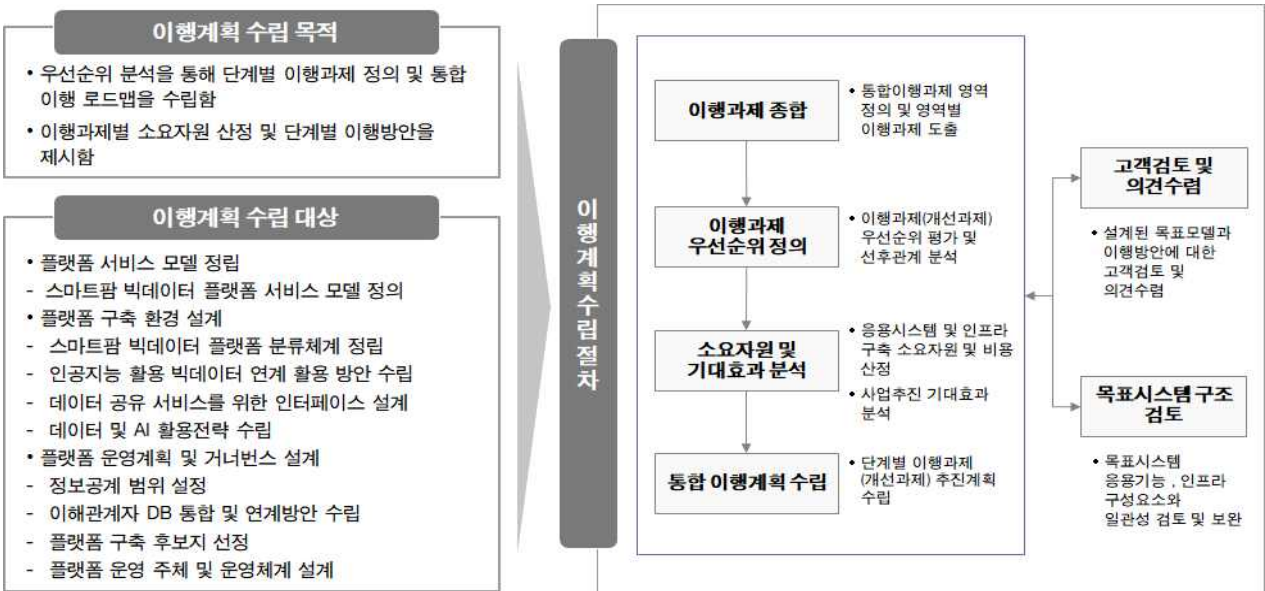 이행계획 수립 목적
• 우선순위 분석을 통해 단계별 이행과제 정의 및 통합
이행 로드맵을 수립함
• 이행과제별 소요자원 산정 및 단계별 이행방안을
제시함
이행계획 수립 대상
• 플랫폼 서비스 모델 정립
- 스마트팜 빅데이터 플랫폼 서비스 모델 정의
• 플랫폼 구축 환경 설계
- 스마트팜 빅데이터 플랫폼 분류체계 정립
- 인공지능 활용 빅데이터 연계 활용 방안 수립
- 데이터 공유 서비스를 위한 인터페이스 설계
- 데이터 및 AI 활용전략 수립
• 플랫폼 운영계획 및 거너번스 설계
- 정보공계 범위 설정
- 이해관계자 DB 통합 및 연계방안 수립
- 플랫폼 구축 후보지 선정
- 플랫폼 운영 주체 및 운영체계 설계
이행계획수립절차
이행과제 종합
• 통합이행과제 영역
정의 및 영역별
이행과제 도출
이행과제
우선순위 정의
• 이행과제(개선과제)
우선순위 평가 및
선후관계 분석
소요자원 및
기대효과 분석
• 응용시스템 및 인프라
구축 소요자원 및 비용
산정
• 사업추진 기대효과
분석
통합 이행계획 수립
• 단계별 이행과제
(개선과제) 추진계획
수립
고객검토 및
의견수렴
• 설계된 목표모델과
이행방안에 대한
고객검토 및
의견수렴
목표시스템 구조
검토
• 목표시스템
응용기능 , 인프라
구성요소와
일관성 검토 및 보완